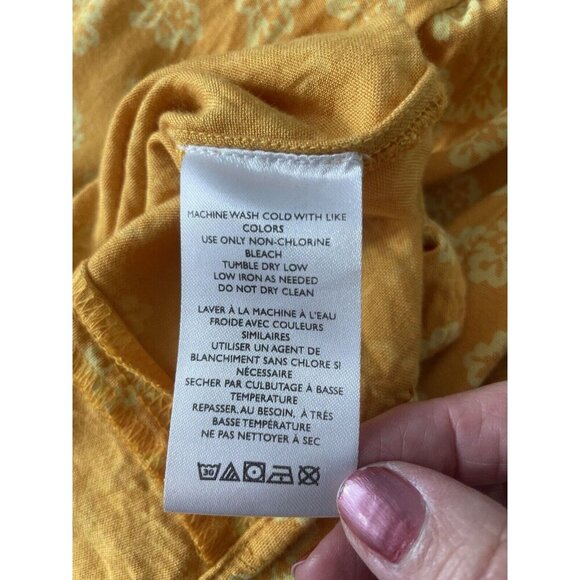 MACHINE WASH COLD WITH LIKE
COLORS
USE ONLY NON-CHLORINE
BLEACH
TUMBLE DRY LOW
LOW IRON AS NEEDED
DO NOT DRY CLEAN
LAVER À LA MACHINE À L'EAU
FROIDE AVEC COULEURS
SIMILAIRES
UTILISER UN AGENT DE
BLANCHIMENT SANS CHLORE SI
NÉCESSAIRE
SECHER PAR CULBUTAGE À BASSE
TEMPERATURE
REPASSER. AU BESOIN, À TRÈS
BASSE TEMPÉRATURE
NE PAS NETTOYER À SEC
30